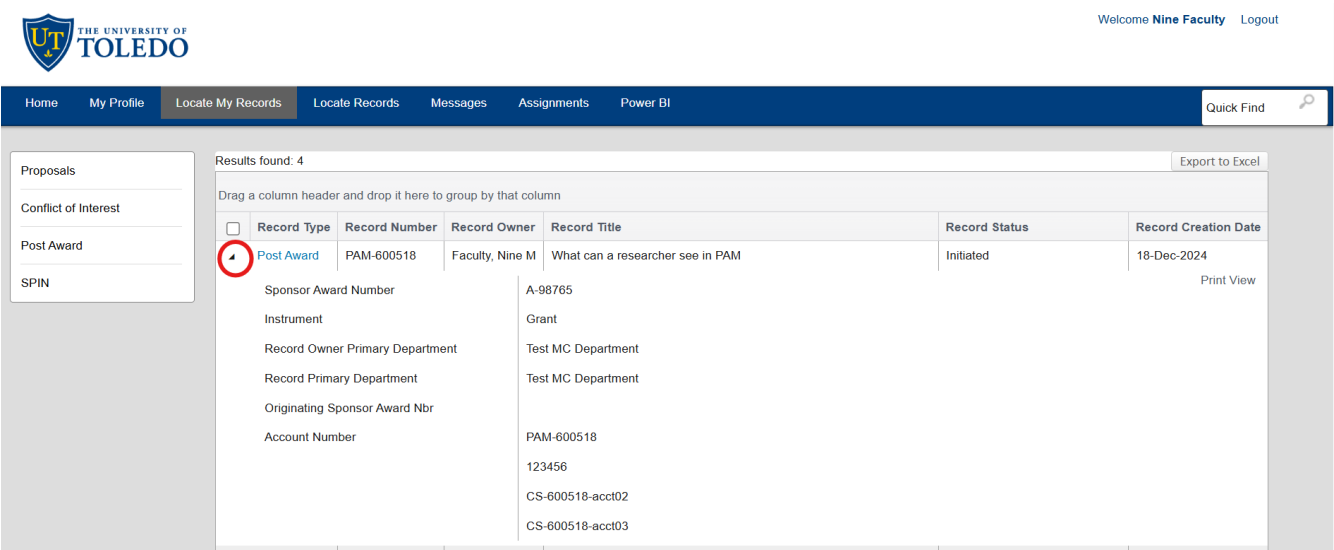 Welcome Nine Faculty Logout
UT THE UNIVERSITY OF
TOLEDO
Home My Profile Locate My Records Locate Records Messages Assignments Power BI Quick Find
Proposals
Conflict of Interest
Post Award
SPIN
Results found: 4 Export to Excel
Drag a column header and drop it here to group by that column
Record Type Record Number Record Owner Record Title Record Status Record Creation Date
Post Award PAM-600518 Faculty, Nine M What can a researcher see in PAM Initiated 18-Dec-2024
Print View
Sponsor Award Number A-98765
Instrument Grant
Record Owner Primary Department Test MC Department
Record Primary Department Test MC Department
Originating Sponsor Award Nbr
Account Number PAM-600518
123456
CS-600518-acct02
CS-600518-acct03